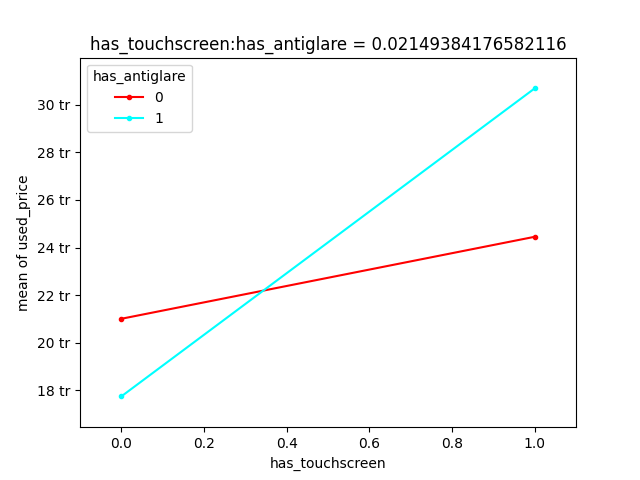 has_touchscreen:has_antiglare = 0.02149384176582116
has_antiglare
0
1
30 tr
28 tr
26 tr
24 tr
22 tr
20 tr
18 tr
mean of used_price
0.0 0.2 0.4 0.6 0.8 1.0
has_touchscreen